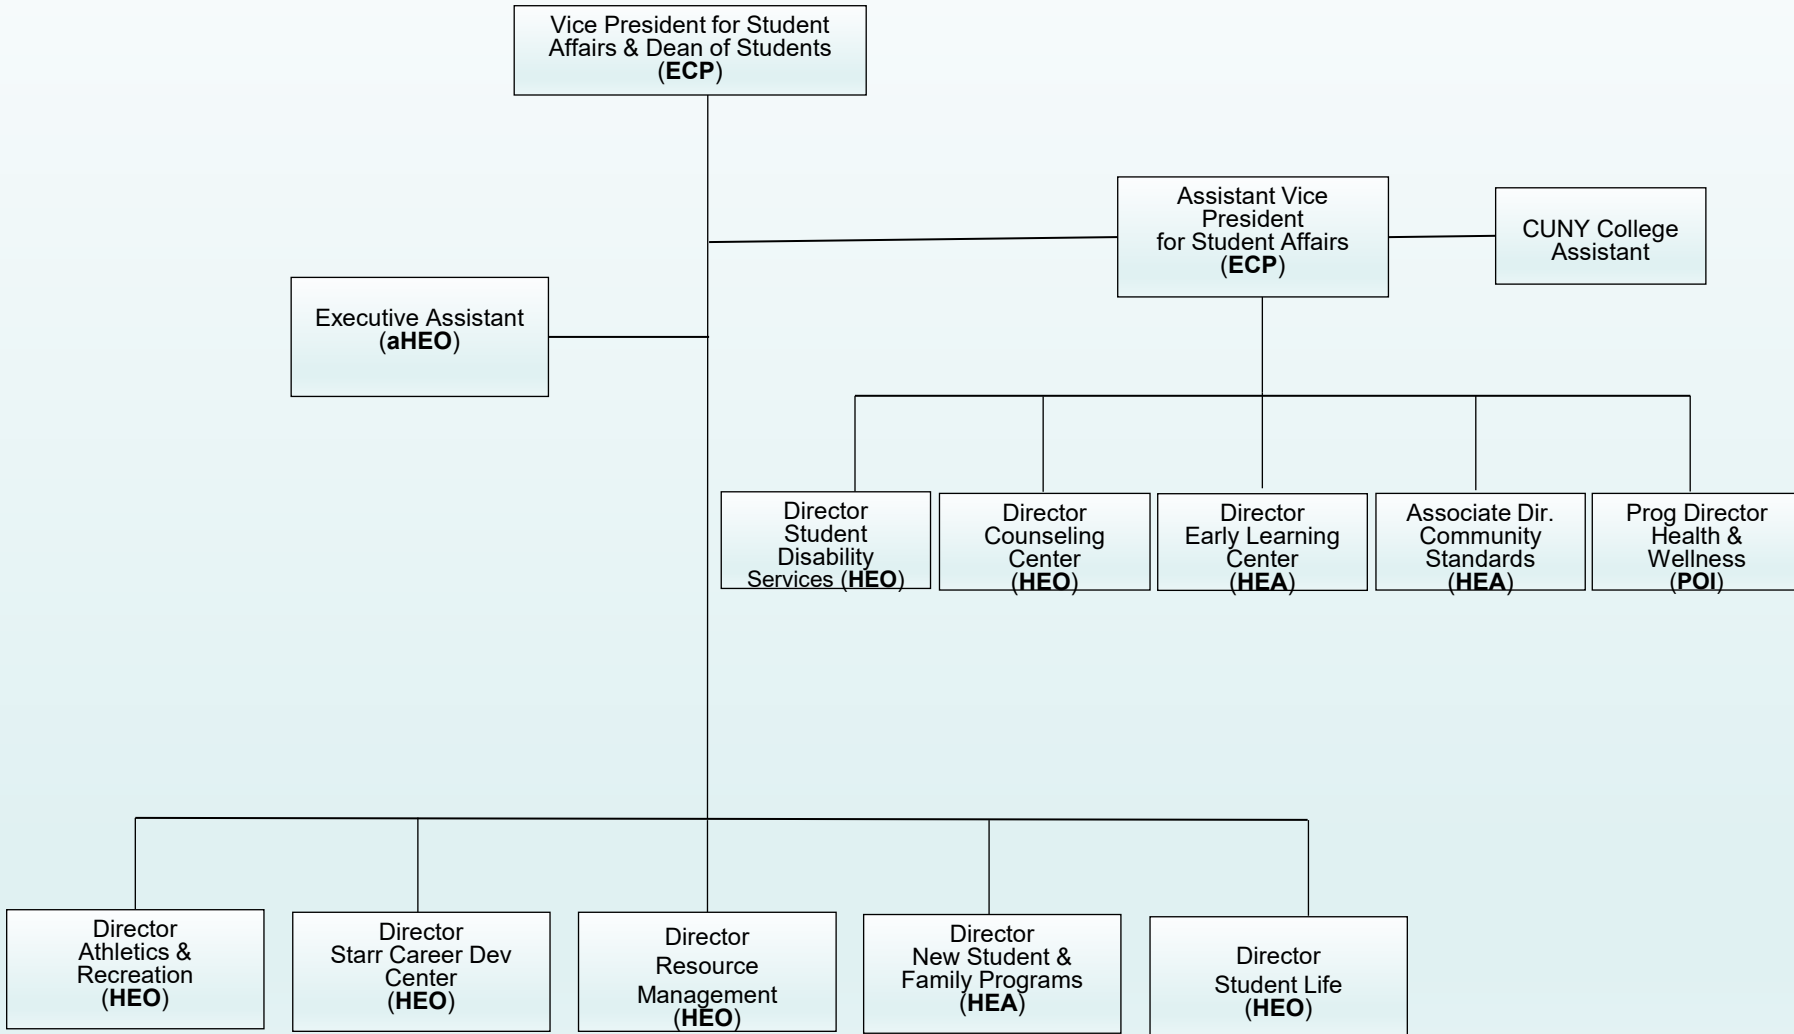 Vice President for Student
Affairs & Dean of Students
(ECP)
Assistant Vice
President
for Student Affairs
(ECP)
CUNY College
Assistant
Executive Assistant
(aHEO)
Director
Student
Disability
Services (HEO)
Director
Counseling
Center
(HEO)
Director
Early Learning
Center
(HEA)
Associate Dir.
Community
Standards
(HEA)
Prog Director
Health &
Wellness
(POI)
Director
Athletics &
Recreation
(HEO)
Director
Starr Career Dev
Center
(HEO)
Director
Resource
Management
(HEO)
Director
New Student &
Family Programs
(HEA)
Director
Student Life
(HEO)